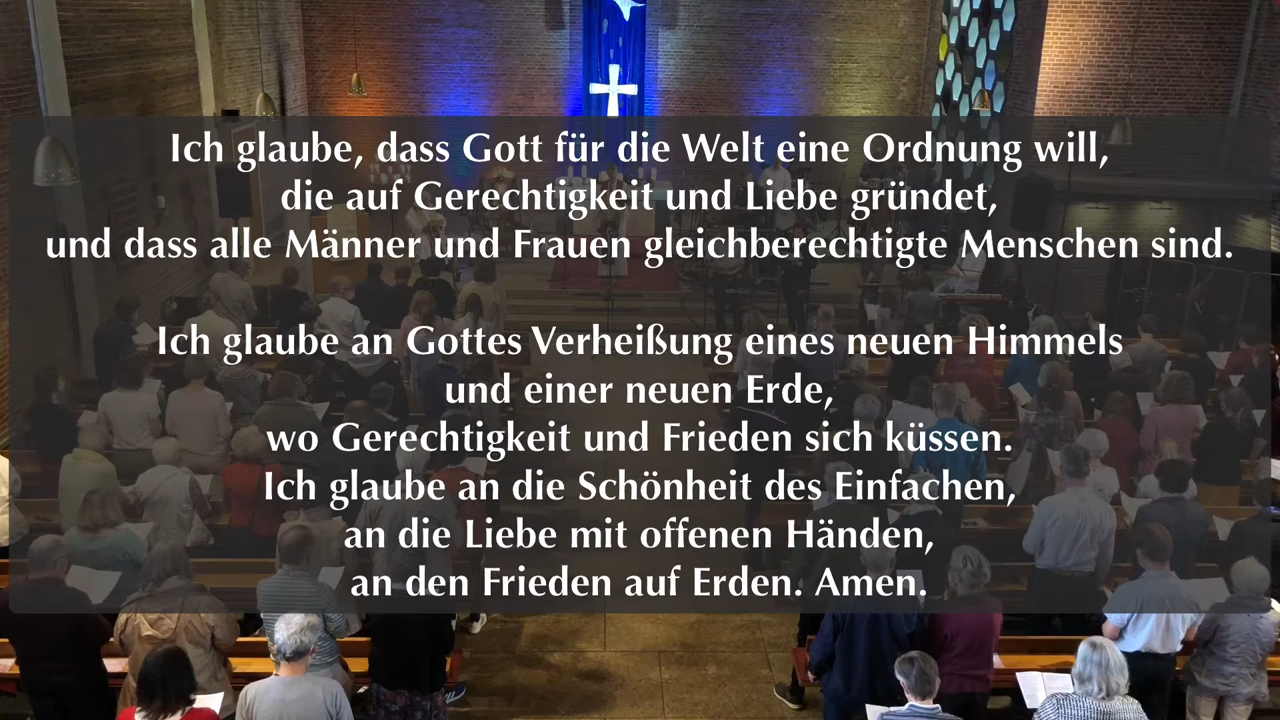 Ich glaube, dass Gott für die Welt eine Ordnung will,
die auf Gerechtigkeit und Liebe gründet,
und dass alle Männer und Frauen gleichberechtigte Menschen sind.
Ich glaube an Gottes Verheißung eines neuen Himmels
und einer neuen Erde,
wo Gerechtigkeit und Frieden sich küssen.
Ich glaube an die Schönheit des Einfachen,
an die Liebe mit offenen Händen,
an den Frieden auf Erden. Amen.